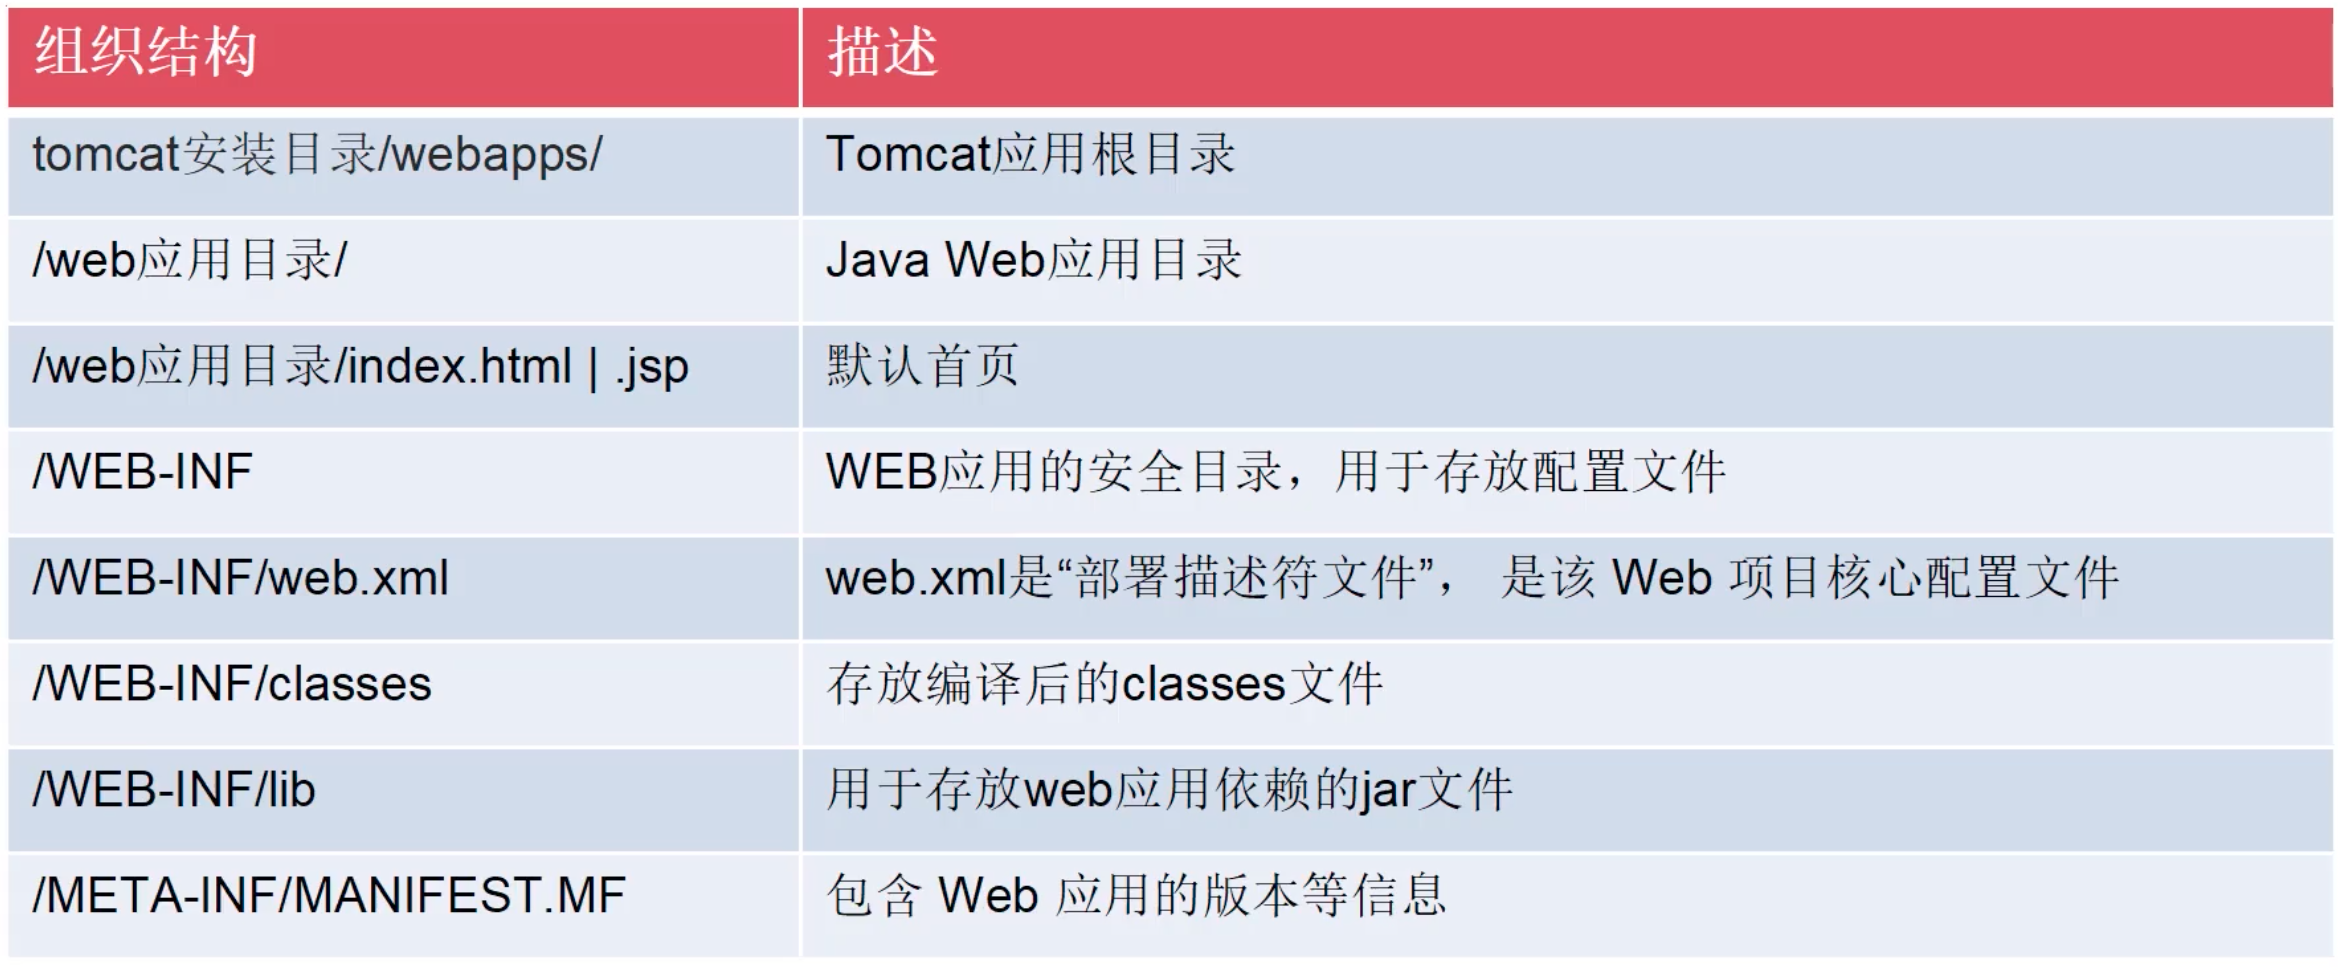 组织结构
描述
tomcat安装目录/webapps/
Tomcat应用根目录
/web应用目录/
Java Web应用目录
/web应用目录/index.html | .jsp
默认首页
/WEB-INF
WEB应用的安全目录，用于存放配置文件
/WEB-INF/web.xml
web.xml是“部署描述符文件”， 是该 Web 项目核心配置文件
/WEB-INF/classes
存放编译后的classes文件
/WEB-INF/lib
用于存放web应用依赖的jar文件
/META-INF/MANIFEST.MF
包含 Web 应用的版本等信息